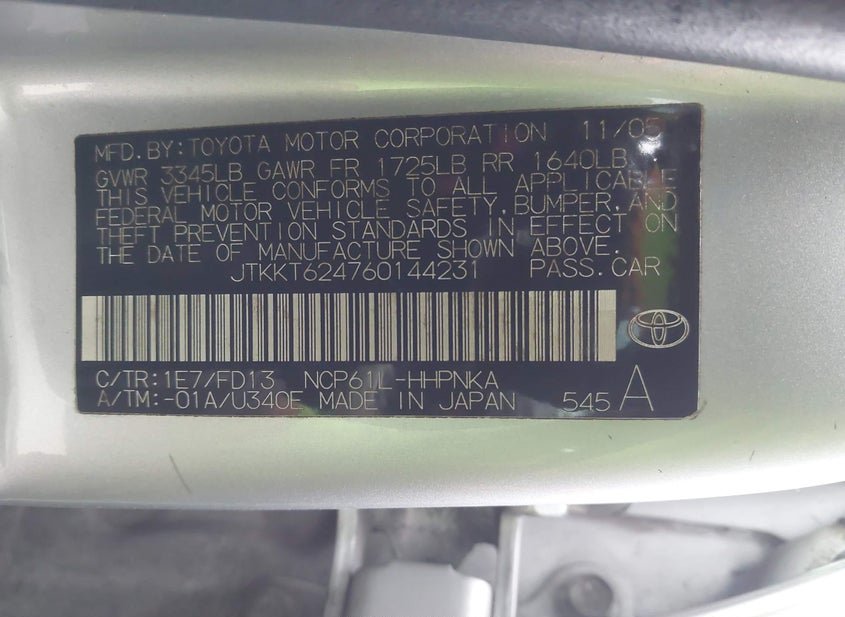 MFD. BY: TOYOTA MOTOR CORPORATION 11/05
GVWR 3345LB GAWR FR 1725LB RR 1640LB
THIS VEHICLE CONFORMS TO ALL APPLICABLE
FEDERAL MOTOR VEHICLE SAFETY, BUMPER, AND
THEFT PREVENTION STANDARDS IN EFFECT ON
THE DATE OF MANUFACTURE SHOWN ABOVE.
JTKKT624760144231 PASS. CAR
C/TR: 1E7/FD13 NCP61L-HHPNKA
A/TM: -01A/U340E MADE IN JAPAN 545 A